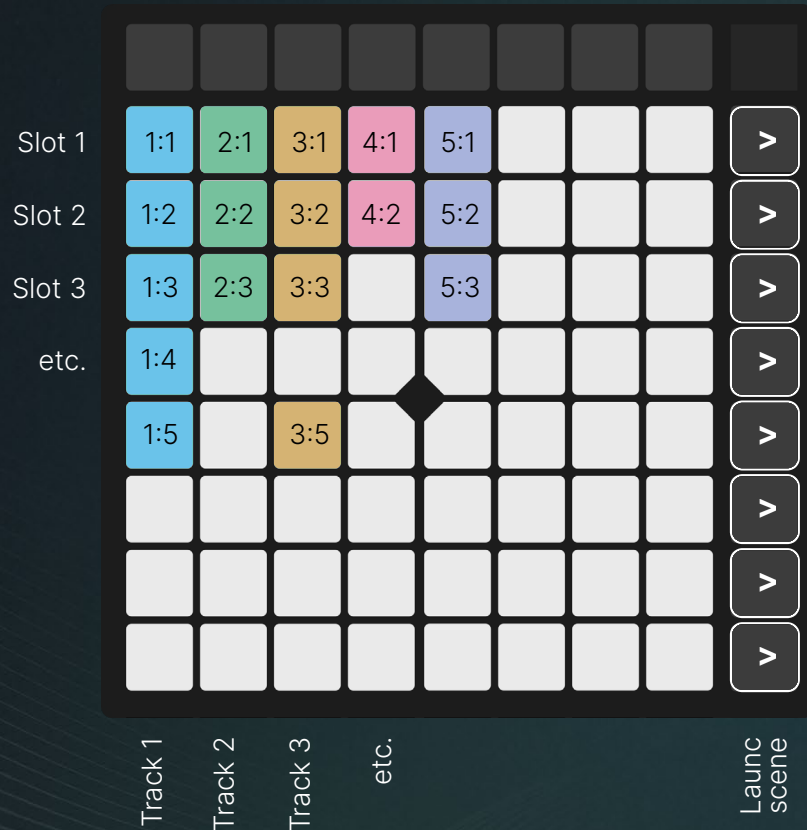 Slot 1 1:1 2:1 3:1 4:1 5:1 >
Slot 2 1:2 2:2 3:2 4:2 5:2 >
Slot 3 1:3 2:3 3:3 5:3 >
etc. 1:4 >
1:5 3:5 >
>
>
>
Track 1
Track 2
Track 3
etc.
Launc
scene